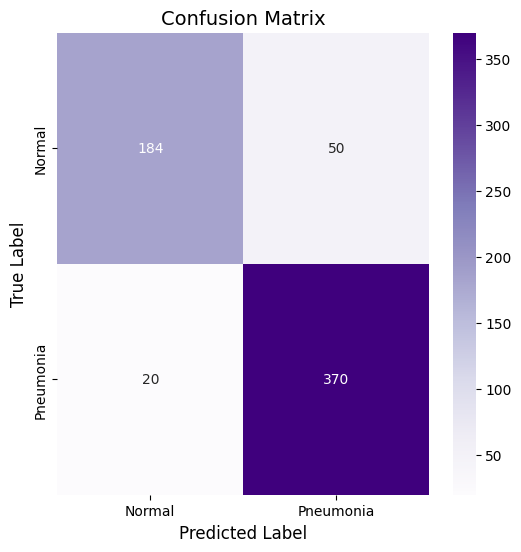 Confusion Matrix
True Label
Normal
184
50
Pneumonia
20
370
Normal
Pneumonia
Predicted Label
350
300
250
200
150
100
50